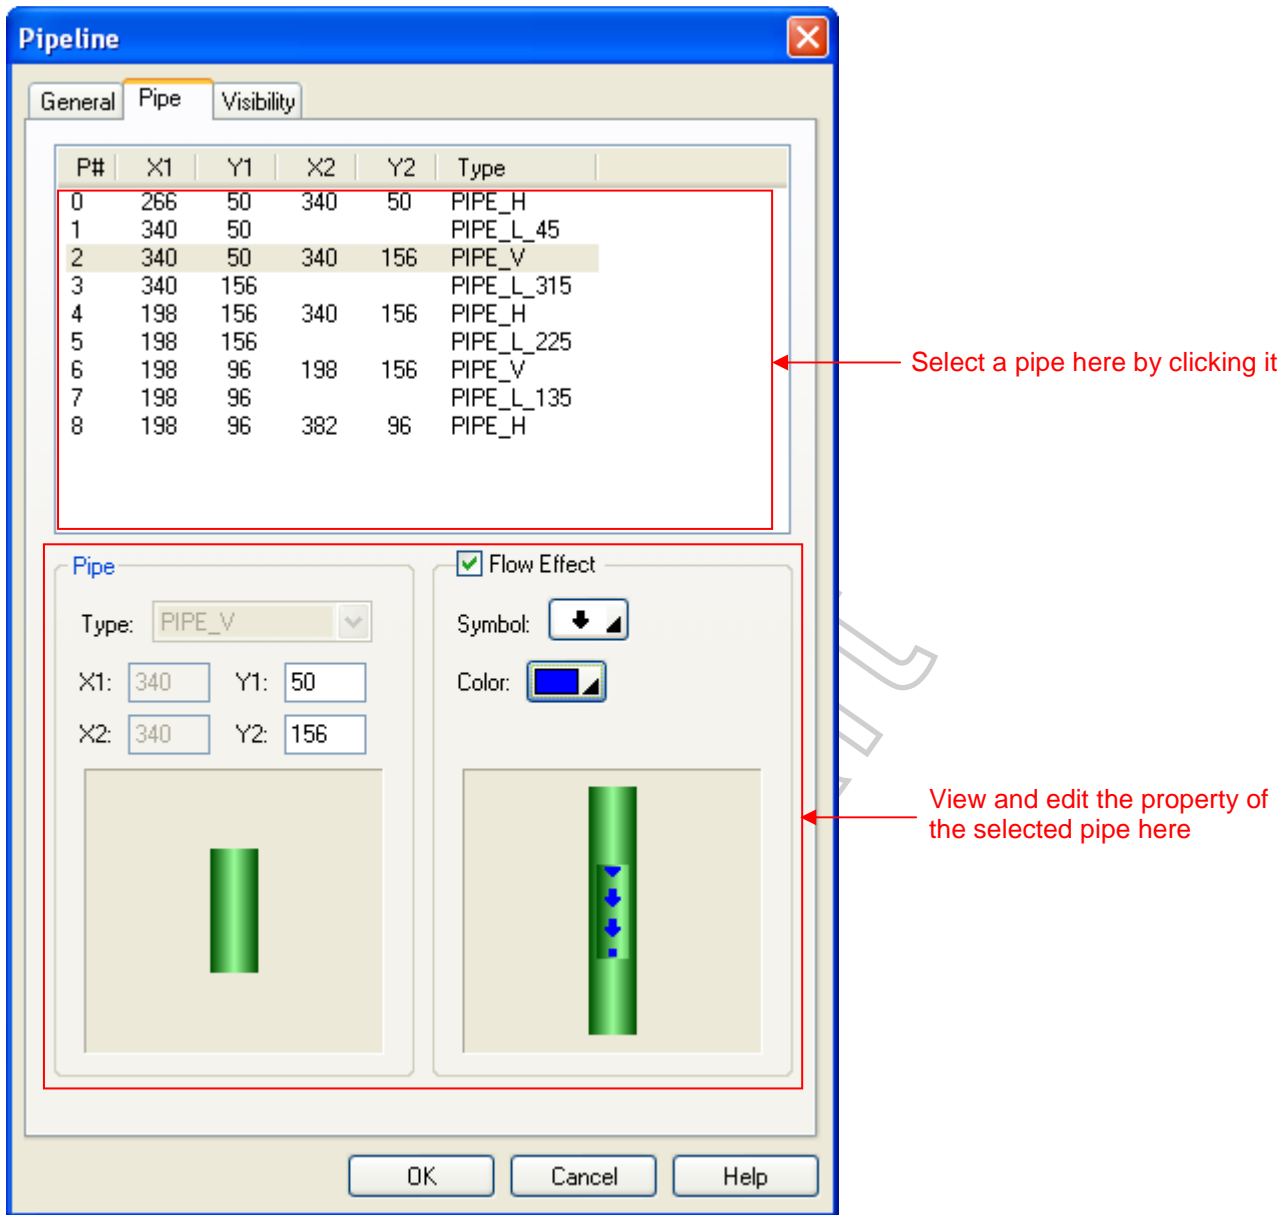 Pipeline
General Pipe Visibility
P# X1 Y1 X2 Y2 Type
0 266 50 340 50 PIPE_H
1 340 50 PIPE_L_45
2 340 50 340 156 PIPE_V
3 340 156 PIPE_L_315
4 198 156 340 156 PIPE_H
5 198 156 PIPE_L_225
6 198 96 198 156 PIPE_V
7 198 96 PIPE_L_135
8 198 96 382 96 PIPE_H
Select a pipe here by clicking it
Pipe
Type: PIPE_V
X1: 340 Y1: 50
X2: 340 Y2: 156
Flow Effect
Symbol:
Color:
View and edit the property of
the selected pipe here
OK Cancel Help